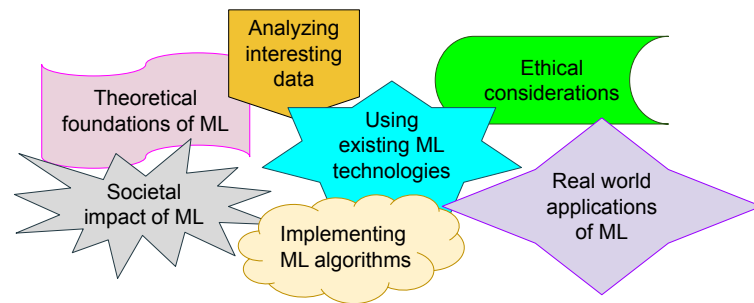 Analyzing
interesting
data
Ethical
considerations
Theoretical
foundations of ML
Using
existing ML
technologies
Societal
impact of ML
Real world
applications
of ML
Implementing
ML algorithms